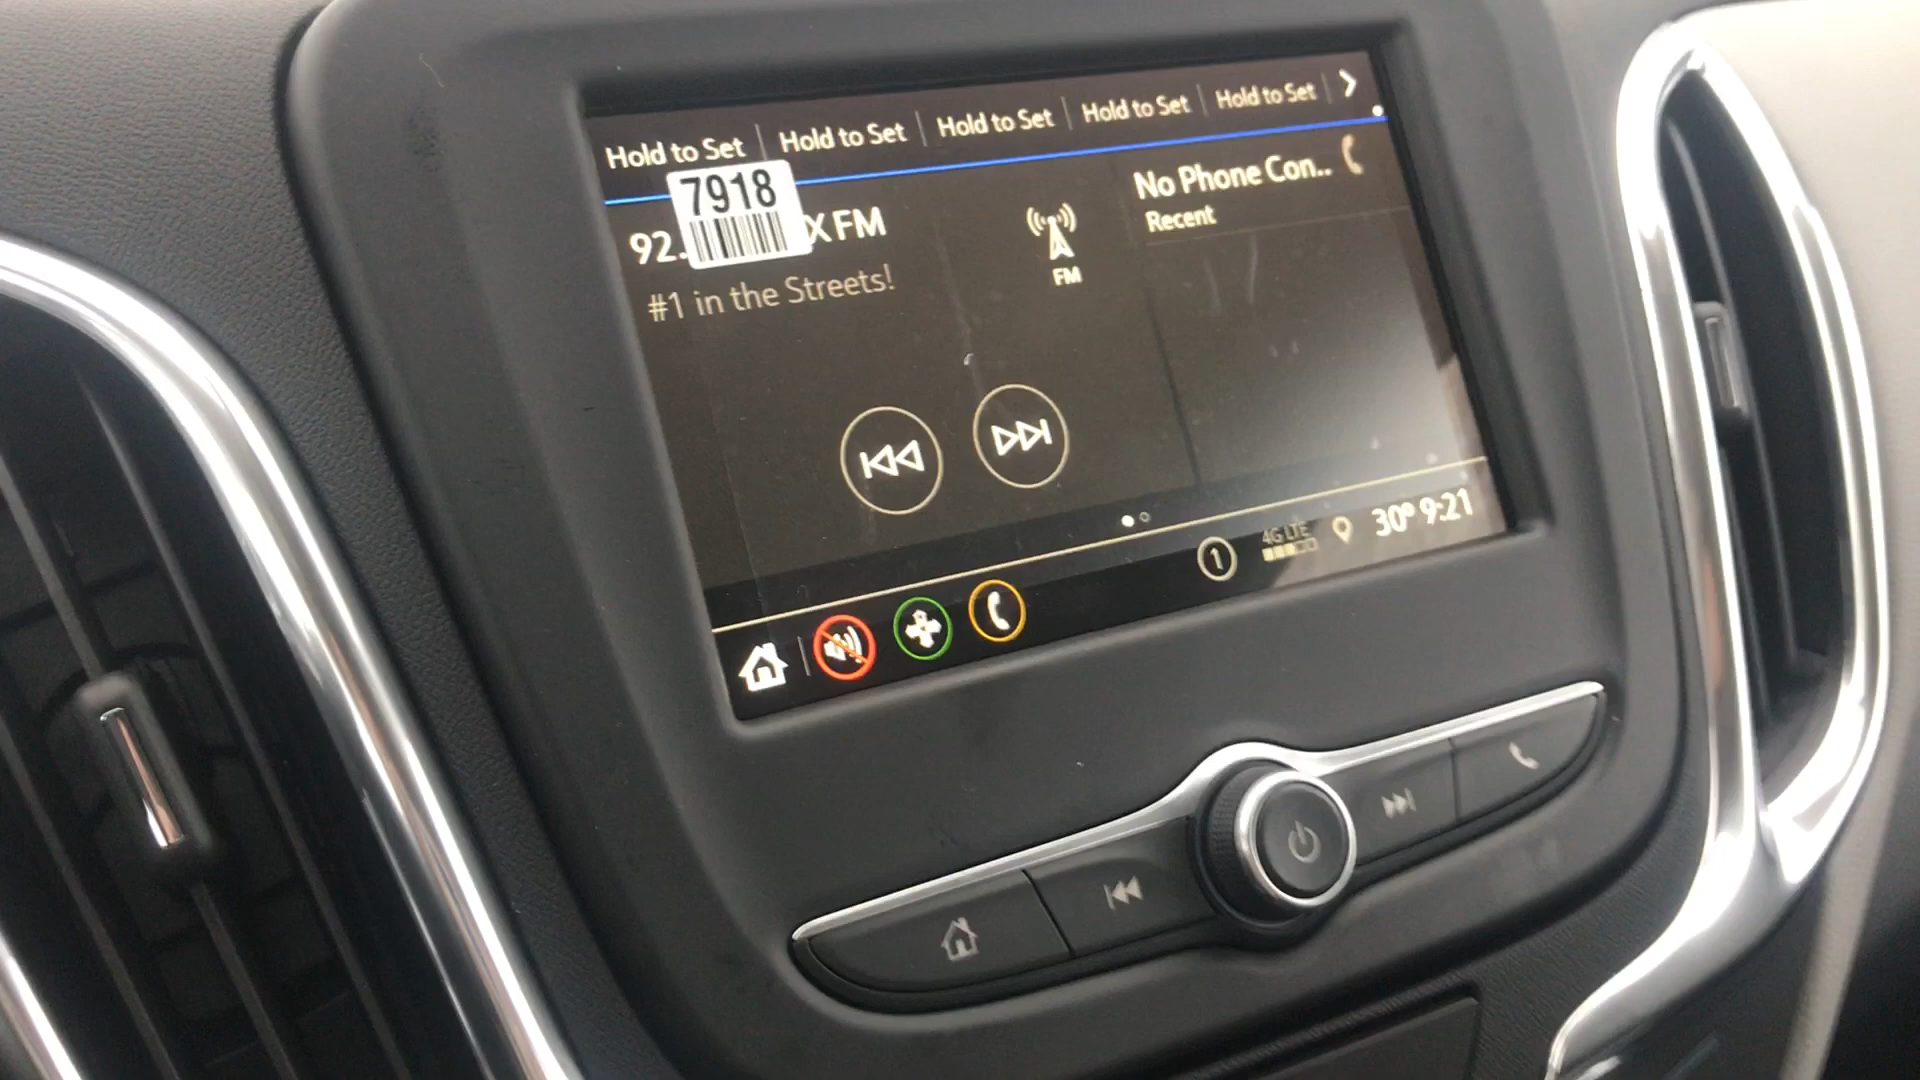 Hold to Set Hold to Set Hold to Set Hold to Set Hold to Set
7918
92. X FM
#1 in the Streets!
FM
No Phone Con..
Recent
1 4G LTE 30° 9:21